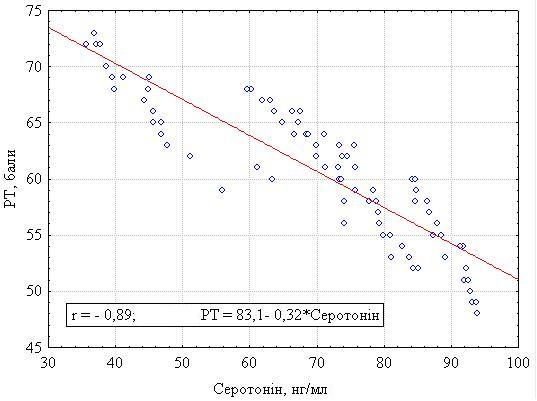 75
70
65
60
55
50
45
РТ, бали
r = - 0,89; РТ = 83,1- 0,32*Серотонін
30 40 50 60 70 80 90 100
Серотонін, нг/мл